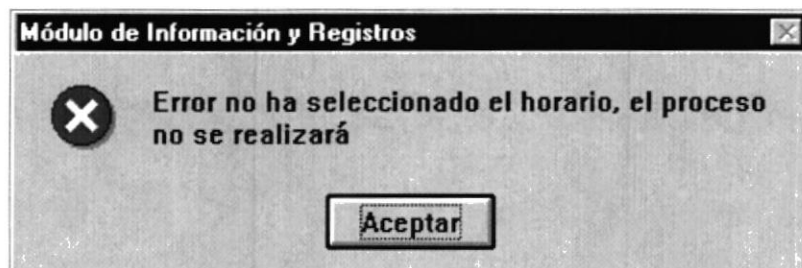 Módulo de Información y Registros
Error no ha seleccionado el horario, el proceso
no se realizará
Aceptar